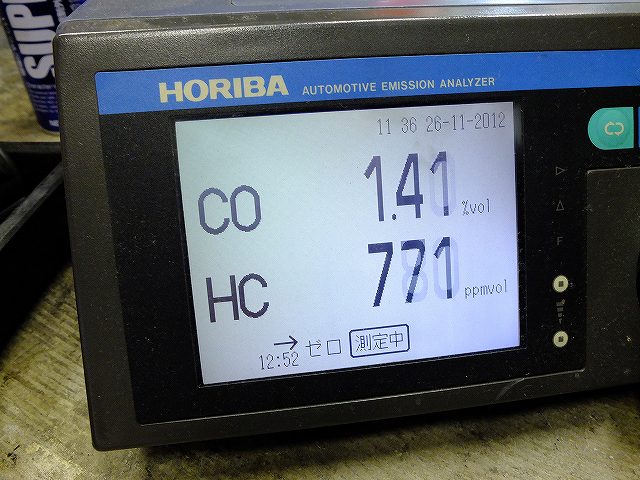 HORIBA AUTOMOTIVE EMISSION ANALYZER
11 36 26-11-2012
CO 1.41 %vol
HC 771 ppmvol
→ ゼロ 測定中
12:52
F